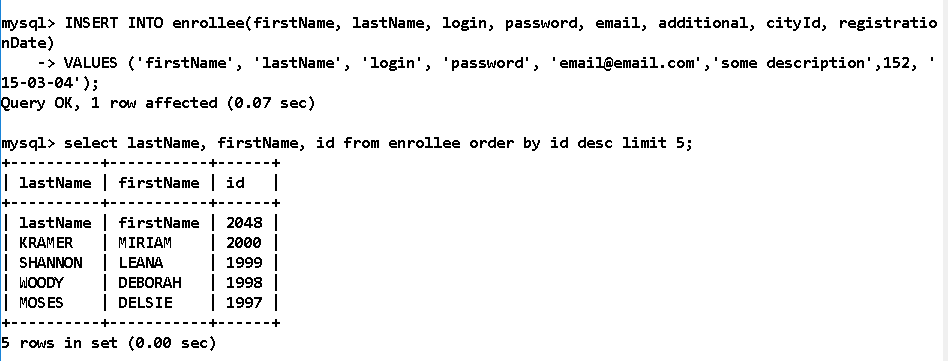 mysql> INSERT INTO enrollee(firstName, lastName, login, password, email, additional, cityId, registratio
nDate)
    -> VALUES ('firstName', 'lastName', 'login', 'password', 'email@email.com','some description',152, '
15-03-04');
Query OK, 1 row affected (0.07 sec)
mysql> select lastName, firstName, id from enrollee order by id desc limit 5;
+----------+-----------+------+
| lastName | firstName | id   |
+----------+-----------+------+
| lastName | firstName | 2048 |
| KRAMER   | MIRIAM    | 2000 |
| SHANNON  | LEANA     | 1999 |
| WOODY    | DEBORAH   | 1998 |
| MOSES    | DELSIE    | 1997 |
+----------+-----------+------+
5 rows in set (0.00 sec)